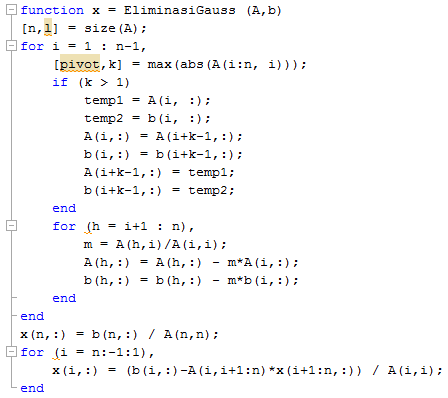 function x = EliminasiGauss (A,b)
[n,l] = size(A);
for i = 1 : n-1,
    [pivot,k] = max(abs(A(i:n, i)));
    if (k > 1)
        temp1 = A(i, :);
        temp2 = b(i, :);
        A(i,:) = A(i+k-1,:);
        b(i,:) = b(i+k-1,:);
        A(i+k-1,:) = temp1;
        b(i+k-1,:) = temp2;
    end
    for (h = i+1 : n),
        m = A(h,i)/A(i,i);
        A(h,:) = A(h,:) - m*A(i,:);
        b(h,:) = b(h,:) - m*b(i,:);
    end
end
x(n,:) = b(n,:) / A(n,n);
for (i = n:-1:1),
    x(i,:) = (b(i,:)-A(i,i+1:n)*x(i+1:n,:)) / A(i,i);
end